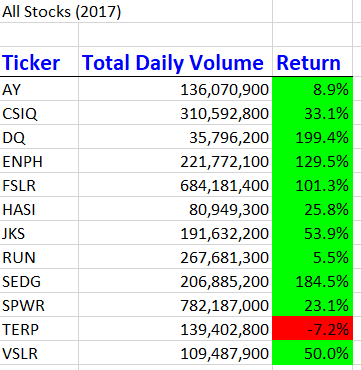 All Stocks (2017)
Ticker Total Daily Volume Return
AY 136,070,900 8.9%
CSIQ 310,592,800 33.1%
DQ 35,796,200 199.4%
ENPH 221,772,100 129.5%
FSLR 684,181,400 101.3%
HASI 80,949,300 25.8%
JKS 191,632,200 53.9%
RUN 267,681,300 5.5%
SEDG 206,885,200 184.5%
SPWR 782,187,000 23.1%
TERP 139,402,800 -7.2%
VSLR 109,487,900 50.0%